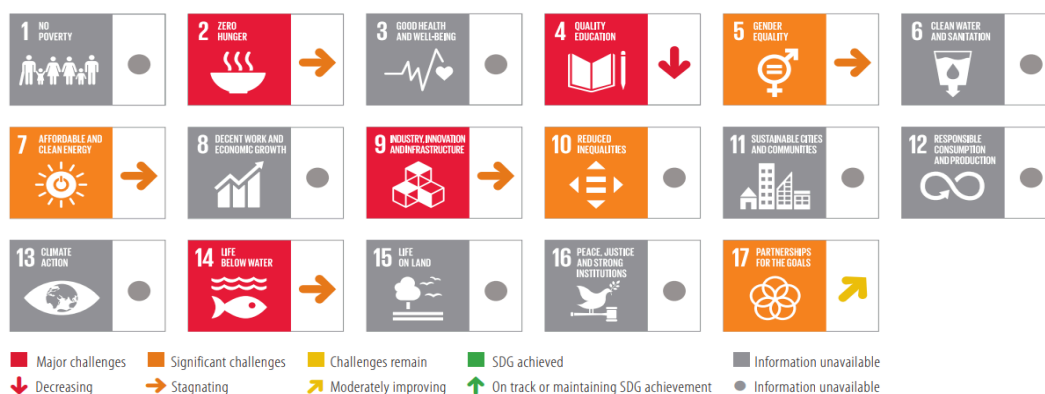 1 NO
POVERTY
2 ZERO
HUNGER
3 GOOD HEALTH
AND WELL-BEING
4 QUALITY
EDUCATION
5 GENDER
EQUALITY
6 CLEAN WATER
AND SANITATION
7 AFFORDABLE AND
CLEAN ENERGY
8 DECENT WORK AND
ECONOMIC GROWTH
9 INDUSTRY, INNOVATION
AND INFRASTRUCTURE
10 REDUCED
INEQUALITIES
11 SUSTAINABLE CITIES
AND COMMUNITIES
12 RESPONSIBLE
CONSUMPTION
AND PRODUCTION
13 CLIMATE
ACTION
14 LIFE
BELOW WATER
15 LIFE
ON LAND
16 PEACE, JUSTICE
AND STRONG
INSTITUTIONS
17 PARTNERSHIPS
FOR THE GOALS
Major challenges Significant challenges Challenges remain SDG achieved Information unavailable
Decreasing Stagnating Moderately improving On track or maintaining SDG achievement Information unavailable